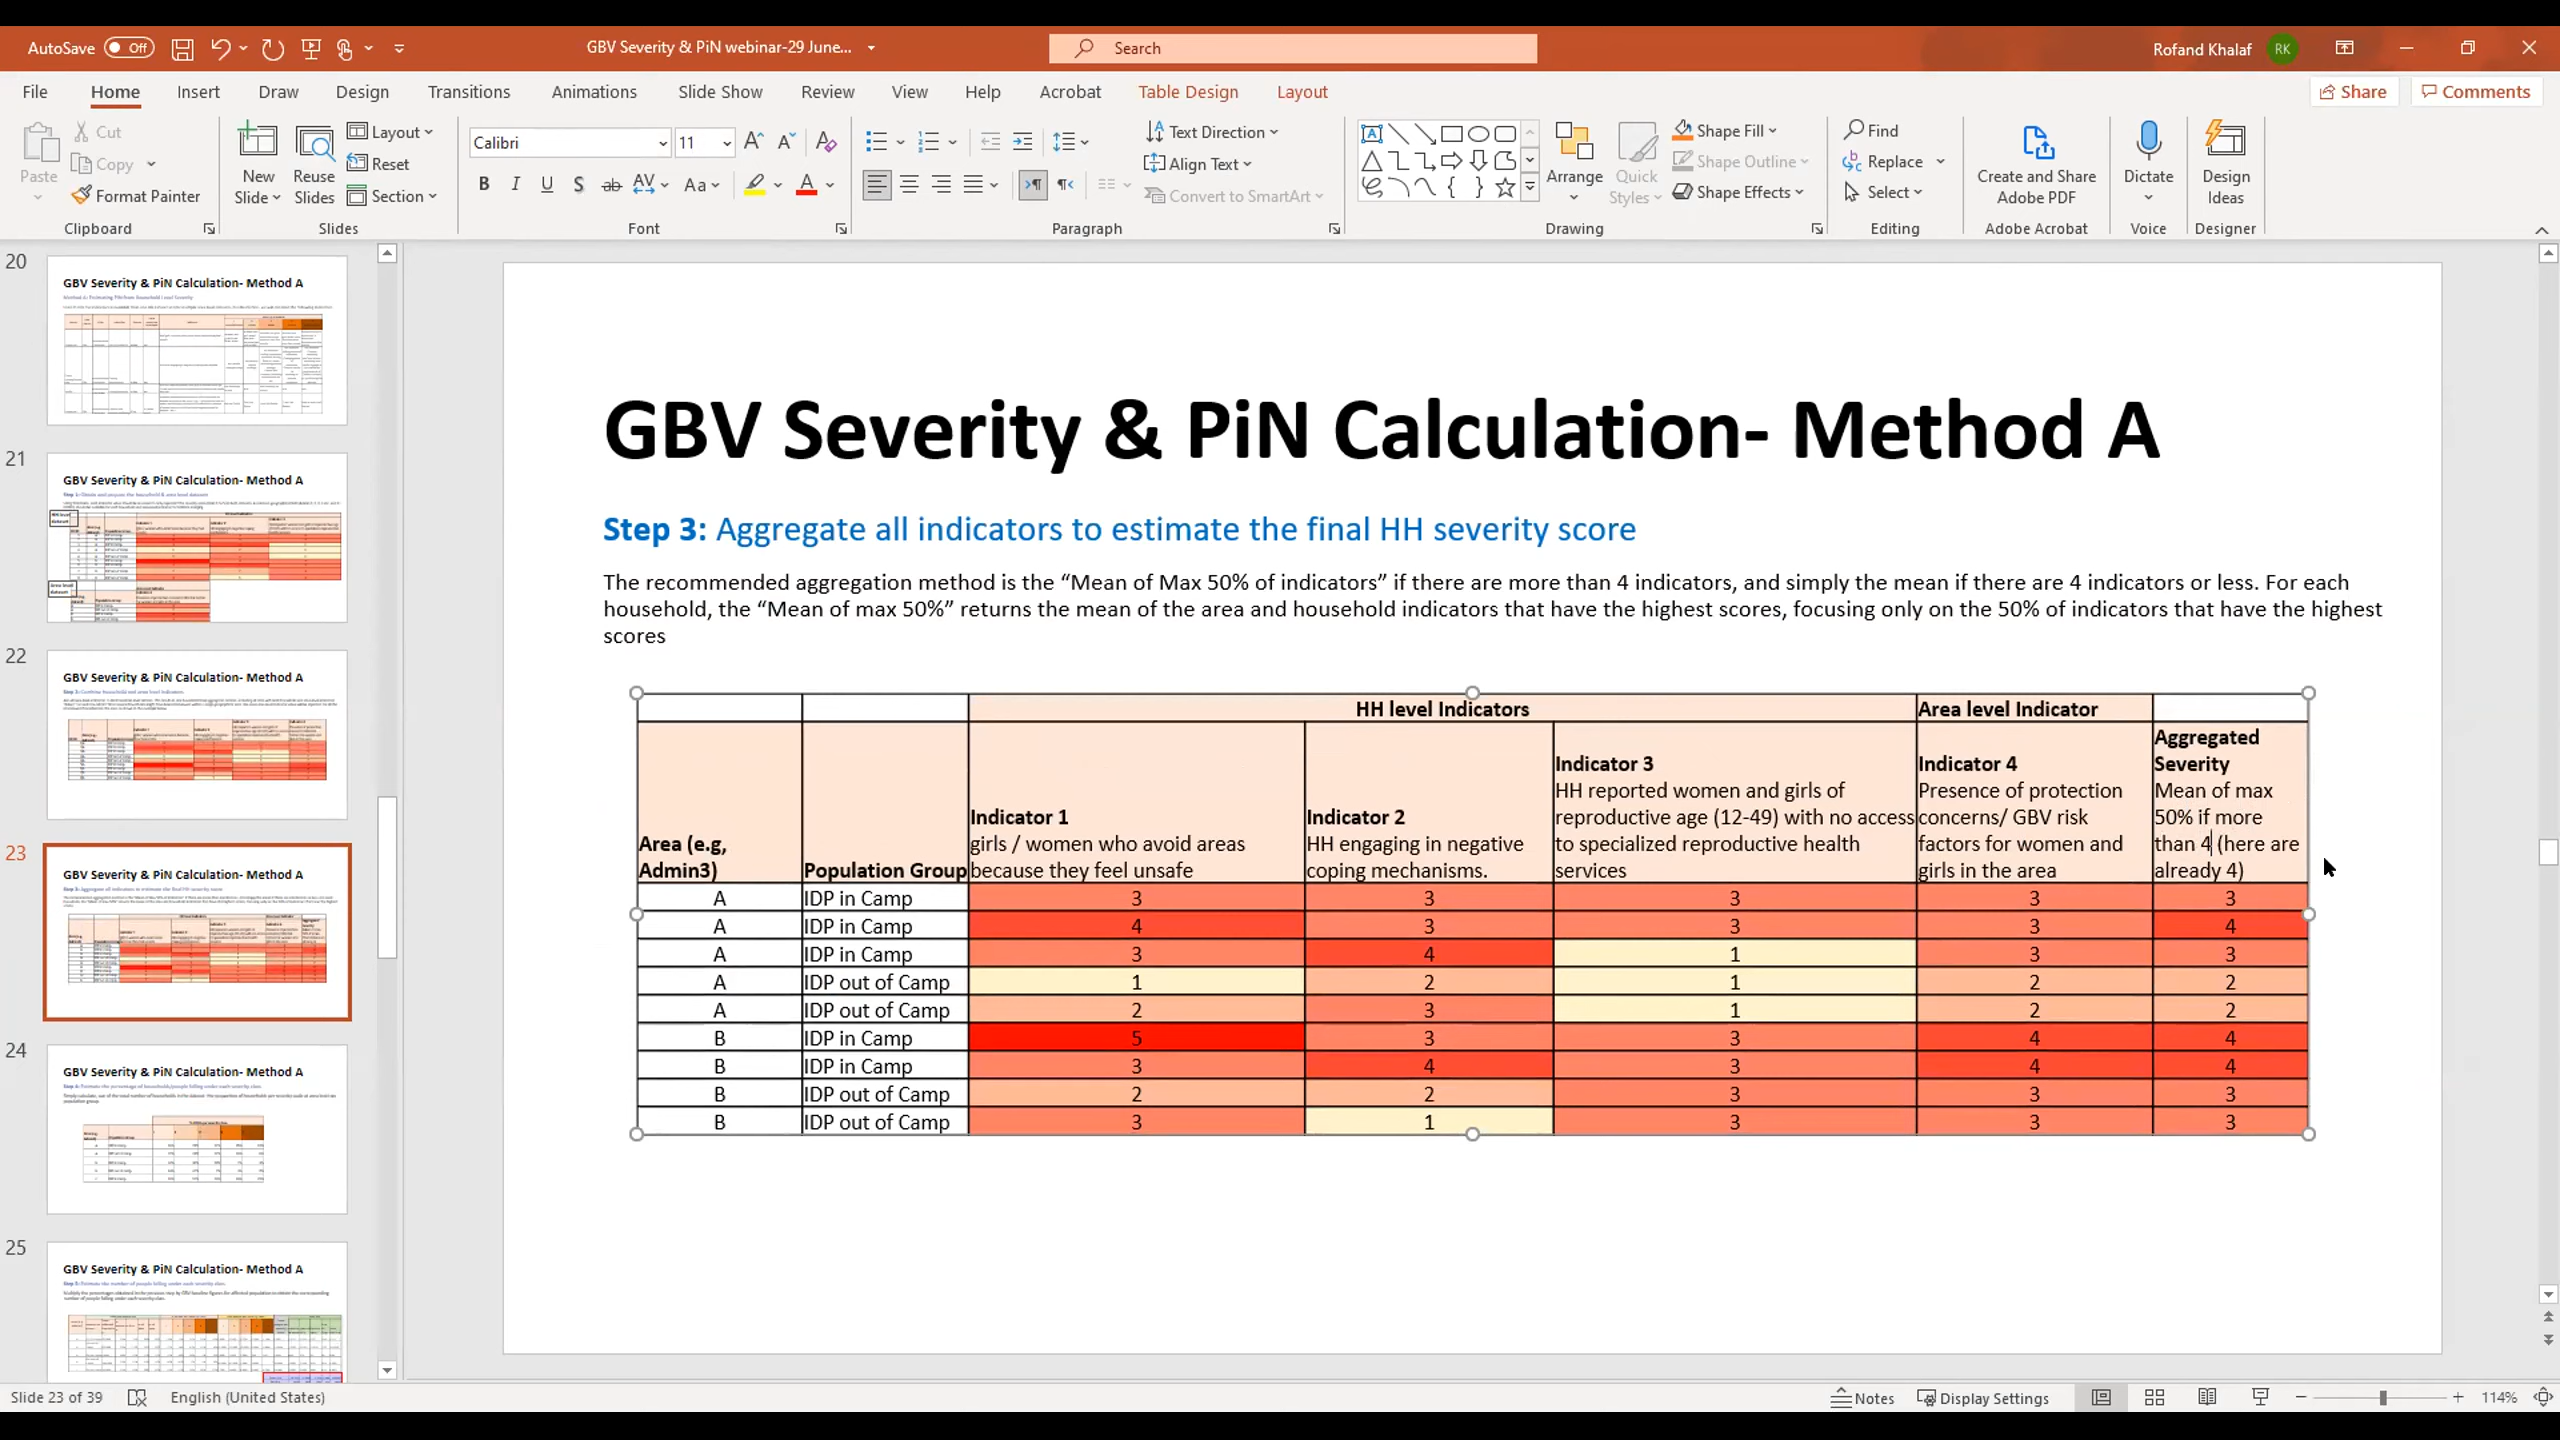 AutoSave Off
GBV Severity & PiN webinar-29 June...
Search
Rofand Khalaf RK
File Home Insert Draw Design Transitions Animations Slide Show Review View Help Acrobat Table Design Layout Share Comments
Paste
Cut
Copy
Format Painter
Clipboard
New
Slide
Reuse
Slides
Layout
Reset
Section
Slides
Calibri 11
Font
Paragraph
Text Direction
Align Text
Convert to SmartArt
Arrange
Quick
Styles
Shape Fill
Shape Outline
Shape Effects
Drawing
Find
Replace
Select
Editing
Create and Share
Adobe PDF
Adobe Acrobat
Dictate
Voice
Design
Ideas
Designer
20
GBV Severity & PiN Calculation- Method A
21
GBV Severity & PiN Calculation- Method A
22
GBV Severity & PiN Calculation- Method A
23
GBV Severity & PiN Calculation- Method A
24
GBV Severity & PiN Calculation- Method A
25
GBV Severity & PiN Calculation- Method A
GBV Severity & PiN Calculation- Method A
Step 3: Aggregate all indicators to estimate the final HH severity score
The recommended aggregation method is the “Mean of Max 50% of indicators” if there are more than 4 indicators, and simply the mean if there are 4 indicators or less. For each
household, the “Mean of max 50%” returns the mean of the area and household indicators that have the highest scores, focusing only on the 50% of indicators that have the highest
scores
HH level Indicators Area level Indicator
Area (e.g,
Admin3)
Population Group
Indicator 1
girls / women who avoid areas
because they feel unsafe
Indicator 2
HH engaging in negative
coping mechanisms.
Indicator 3
HH reported women and girls of
reproductive age (12-49) with no access
to specialized reproductive health
services
Indicator 4
Presence of protection
concerns/ GBV risk
factors for women and
girls in the area
Aggregated
Severity
Mean of max
50% if more
than 4 (here are
already 4)
A IDP in Camp 3 3 3 3 3
A IDP in Camp 4 3 3 3 4
A IDP in Camp 3 4 1 3 3
A IDP out of Camp 1 2 1 2 2
A IDP out of Camp 2 3 1 2 2
B IDP in Camp 5 3 3 4 4
B IDP in Camp 3 4 3 4 4
B IDP out of Camp 2 2 3 3 3
B IDP out of Camp 3 1 3 3 3
Slide 23 of 39 English (United States) Notes Display Settings 114%